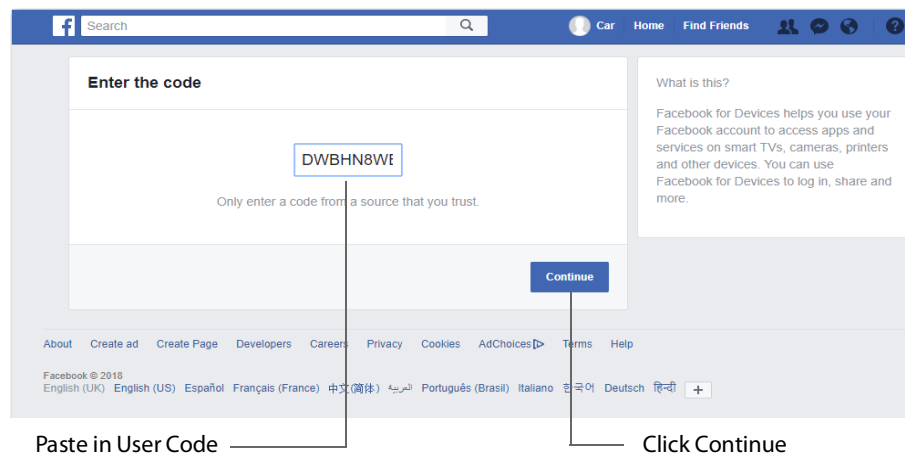 f Search Car Home Find Friends ?
Enter the code
DWBHN8WE
Only enter a code from a source that you trust.
Continue
What is this?
Facebook for Devices helps you use your
Facebook account to access apps and
services on smart TVs, cameras, printers
and other devices. You can use
Facebook for Devices to log in, share and
more.
About Create ad Create Page Developers Careers Privacy Cookies AdChoices Terms Help
Facebook © 2018
English (UK) English (US) Español Français (France) 中文(简体) العربية Português (Brasil) Italiano 한국어 Deutsch हिन्दी +
Paste in User Code Click Continue